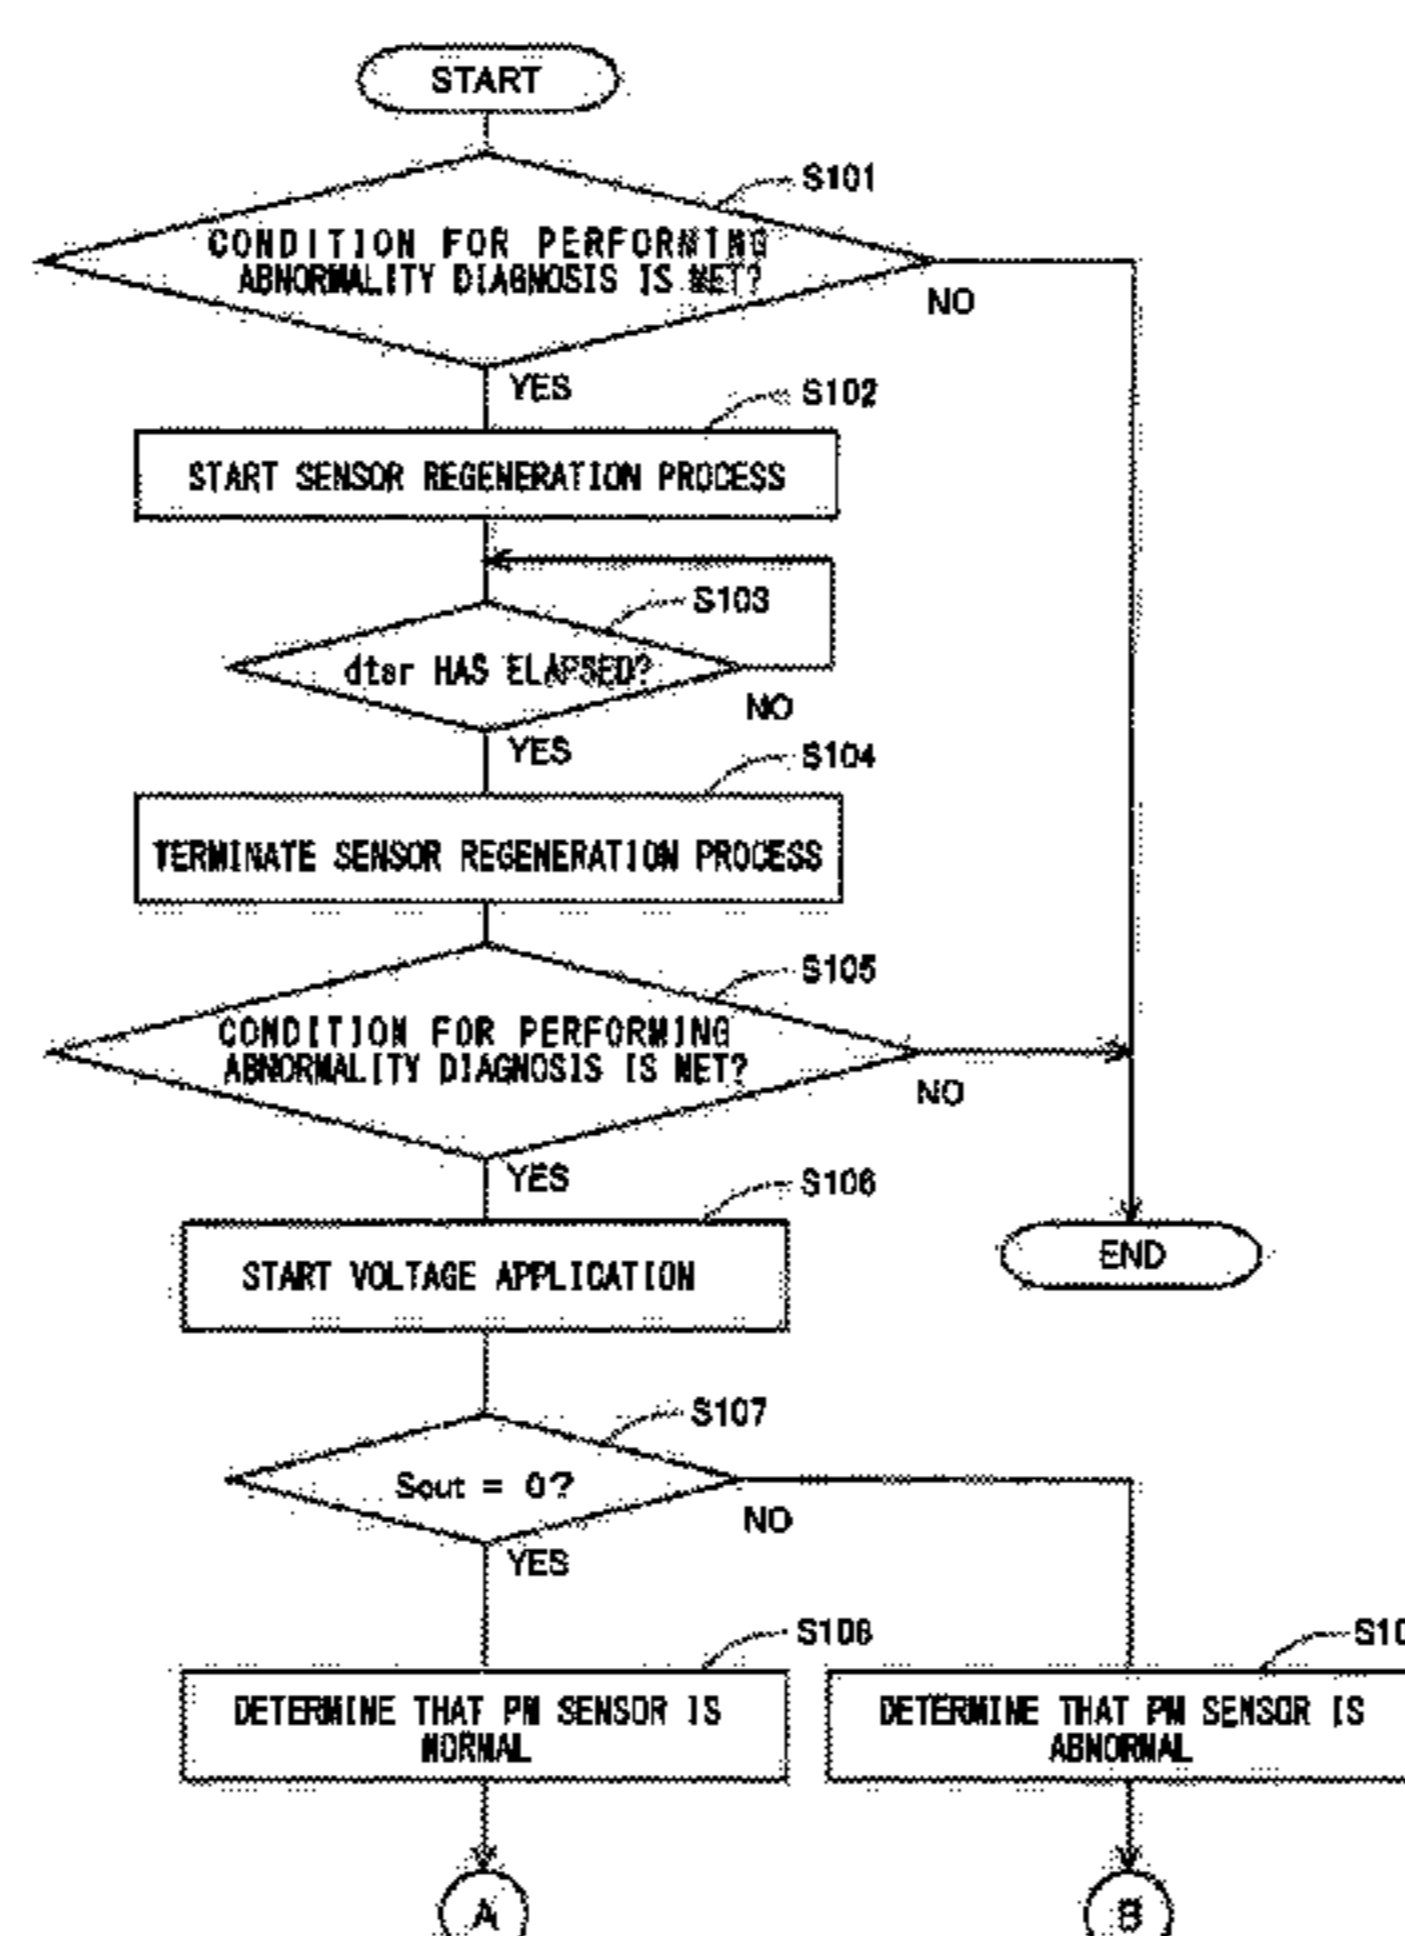 START
S101
CONDITION FOR PERFORMING
ABNORMALITY DIAGNOSIS IS MET?
NO
YES
S102
START SENSOR REGENERATION PROCESS
S103
dtsr HAS ELAPSED?
NO
YES
S104
TERMINATE SENSOR REGENERATION PROCESS
S105
CONDITION FOR PERFORMING
ABNORMALITY DIAGNOSIS IS MET?
NO
YES
S106
START VOLTAGE APPLICATION
END
S107
Sout = 0?
NO
YES
S108
S10
DETERMINE THAT PM SENSOR IS
NORMAL
DETERMINE THAT PM SENSOR IS
ABNORMAL
A
B